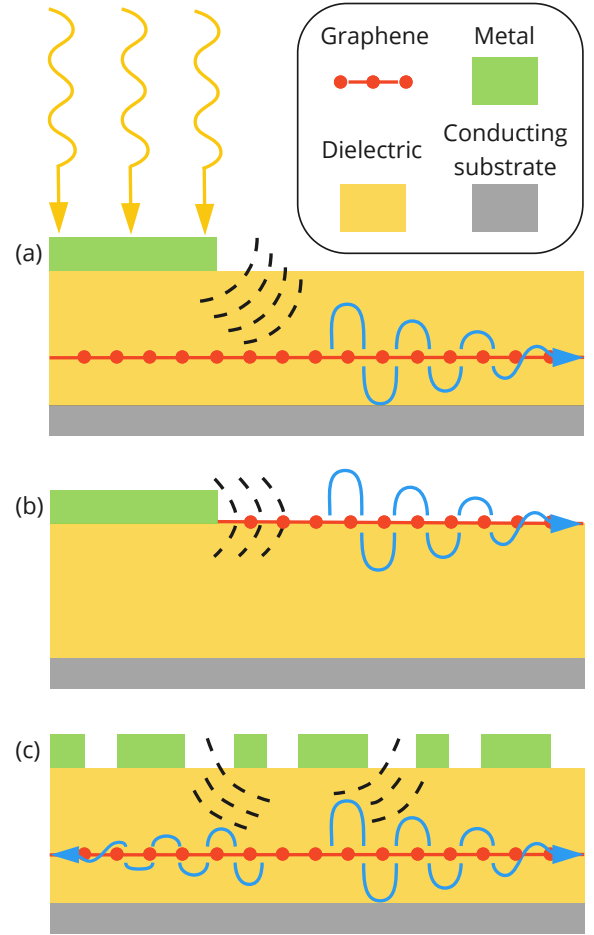 Graphene Metal
Dielectric Conducting
substrate
(a)
(b)
(c)